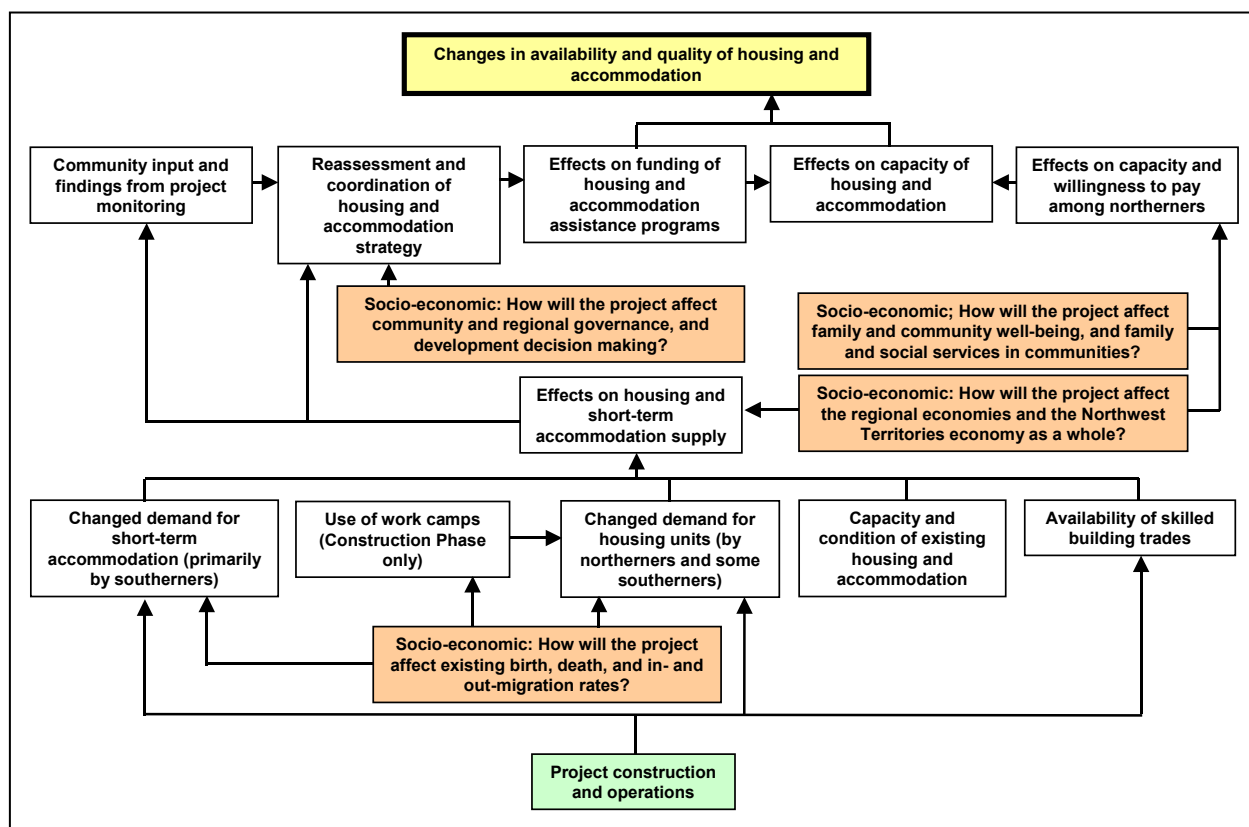 Changes in availability and quality of housing and
accommodation
Community input and
findings from project
monitoring
Reassessment and
coordination of
housing and
accommodation
strategy
Effects on funding of
housing and
accommodation
assistance programs
Effects on capacity of
housing and
accommodation
Effects on capacity and
willingness to pay
among northerners
Socio-economic: How will the project affect
community and regional governance, and
development decision making?
Socio-economic; How will the project affect
family and community well-being, and family
and social services in communities?
Effects on housing and
short-term
accommodation supply
Socio-economic: How will the project affect
the regional economies and the Northwest
Territories economy as a whole?
Changed demand for
short-term
accommodation (primarily
by southerners)
Use of work camps
(Construction Phase
only)
Changed demand for
housing units (by
northerners and some
southerners)
Capacity and
condition of existing
housing and
accommodation
Availability of skilled
building trades
Socio-economic: How will the project
affect existing birth, death, and in- and
out-migration rates?
Project construction
and operations